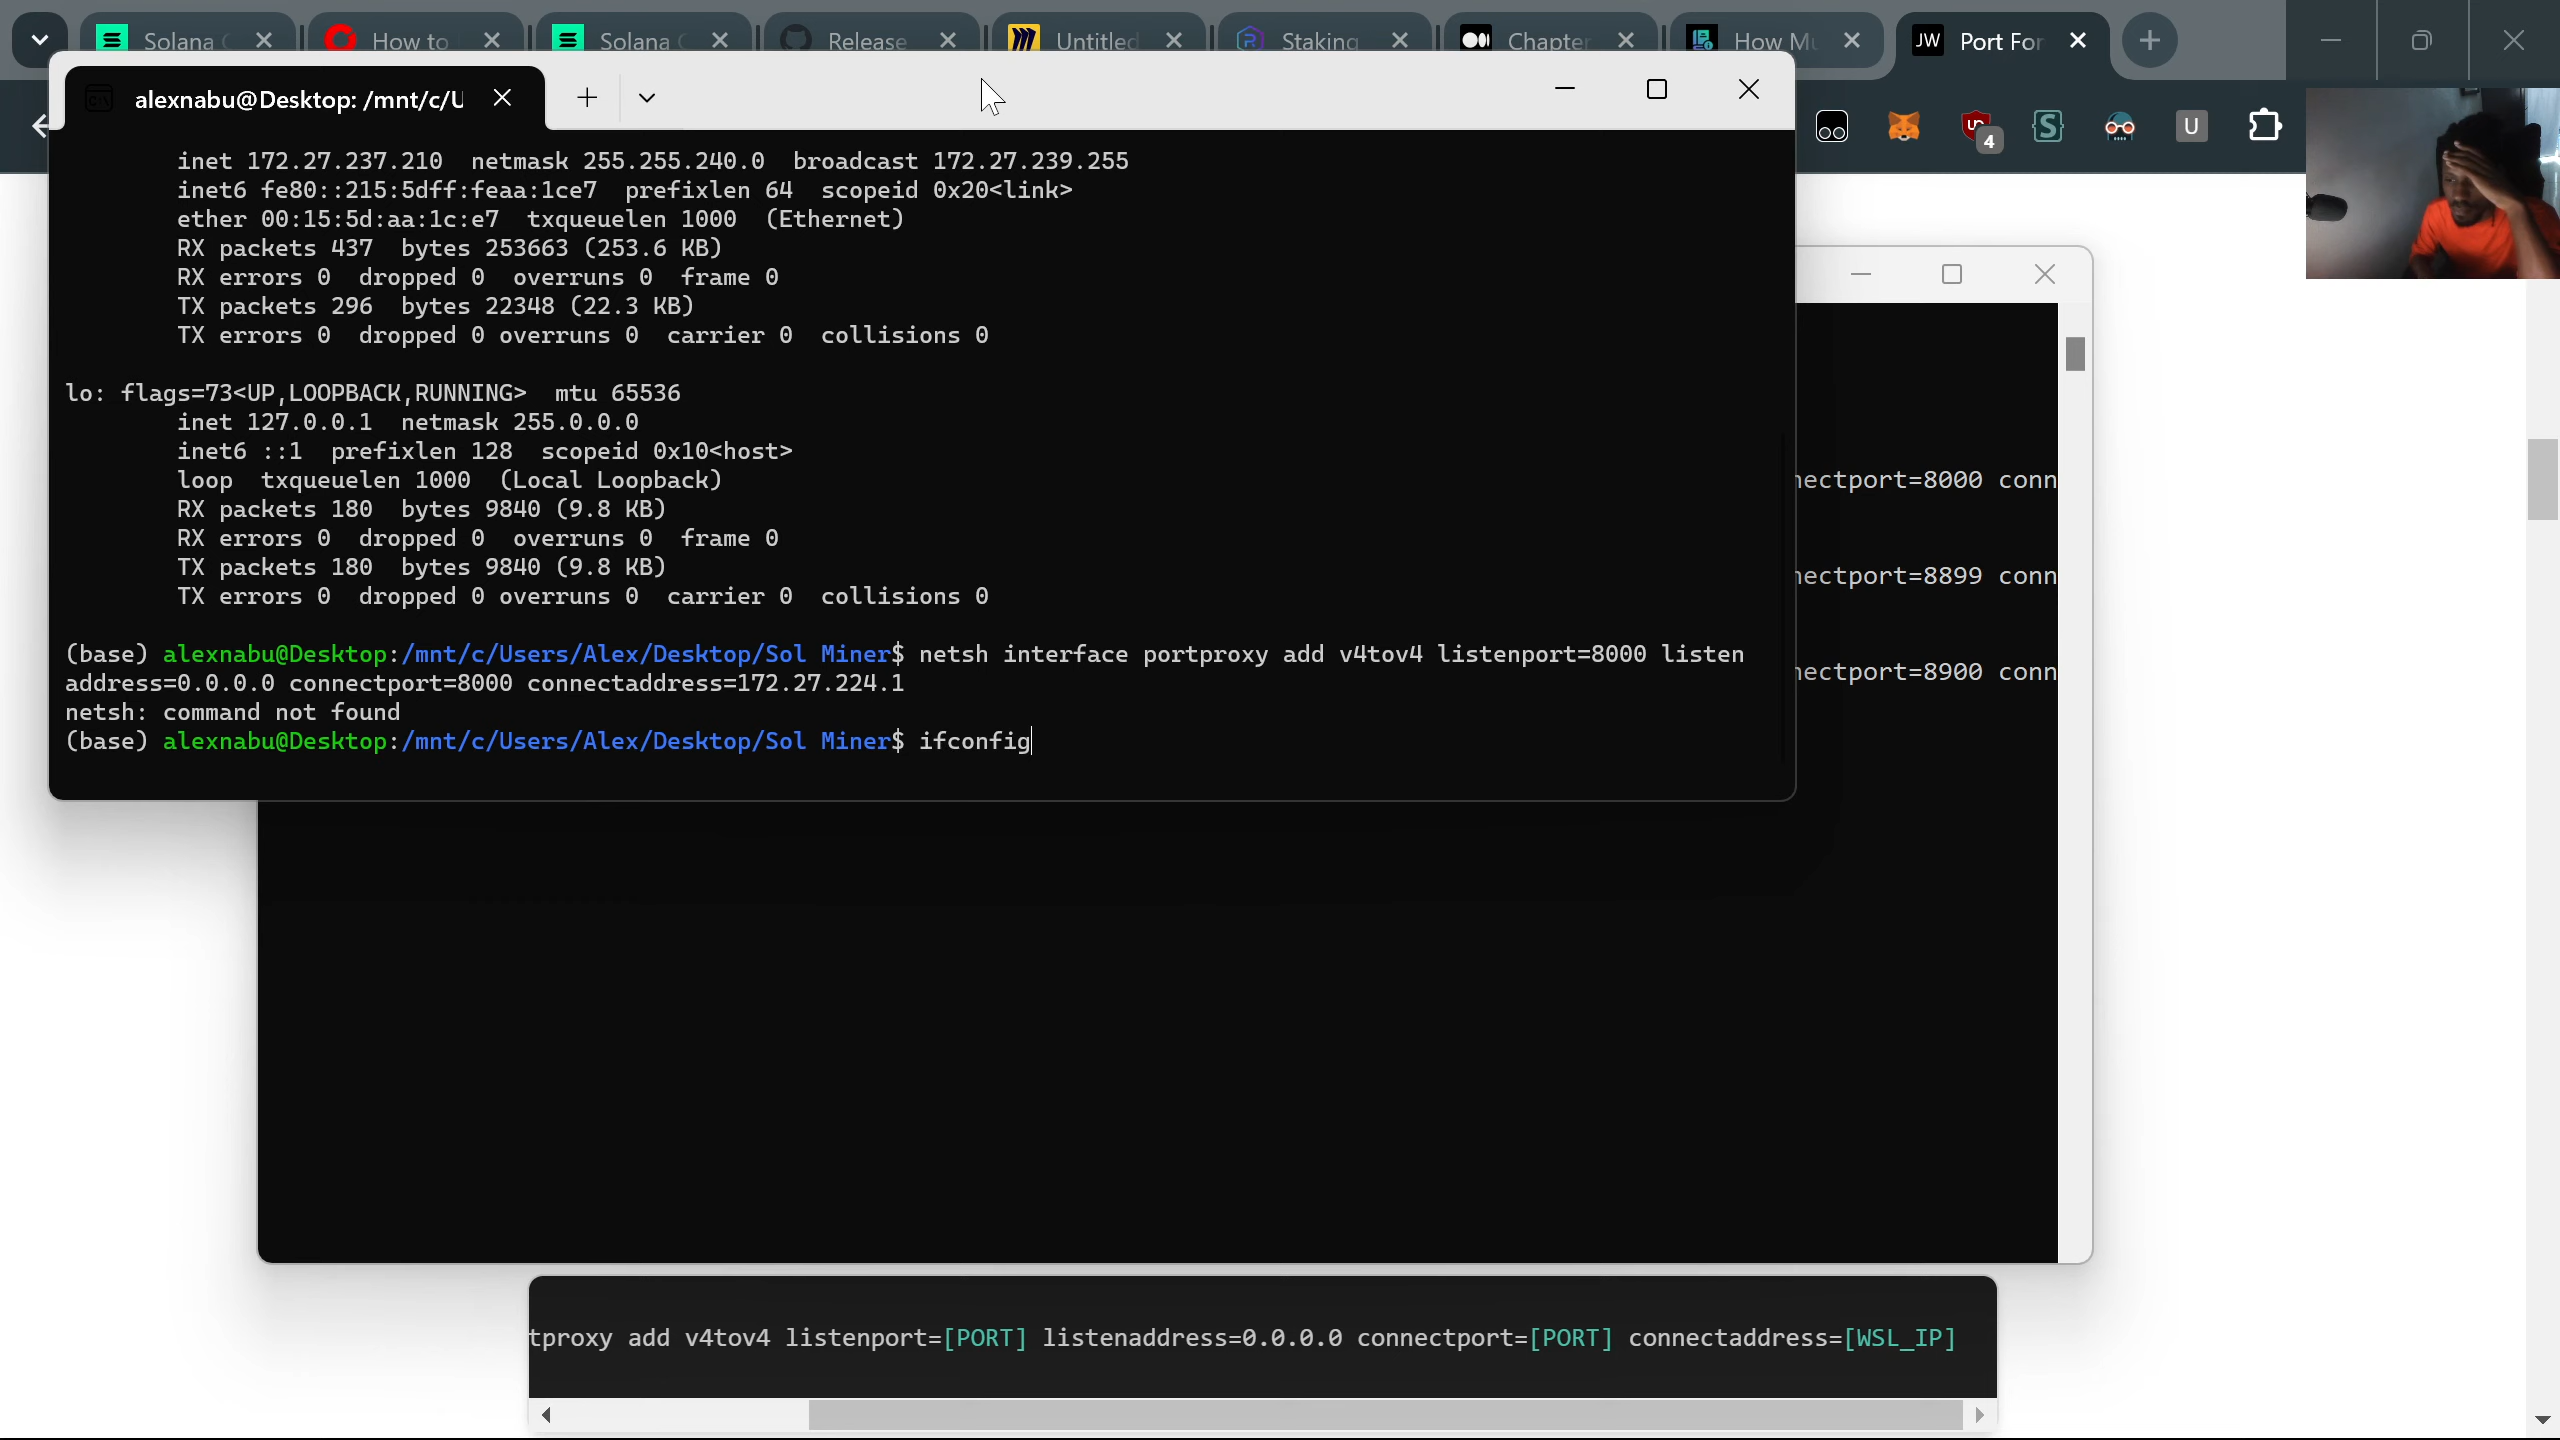 Solana
How to
Solana
Release
Untitled
Staking
Chapter
How Mu
JW Port For
alexnabu@Desktop: /mnt/c/U
4
U
inet 172.27.237.210  netmask 255.255.240.0  broadcast 172.27.239.255
inet6 fe80::215:5dff:feaa:1ce7  prefixlen 64  scopeid 0x20<link>
ether 00:15:5d:aa:1c:e7  txqueuelen 1000  (Ethernet)
RX packets 437  bytes 253663 (253.6 KB)
RX errors 0  dropped 0  overruns 0  frame 0
TX packets 296  bytes 22348 (22.3 KB)
TX errors 0  dropped 0 overruns 0  carrier 0  collisions 0
lo: flags=73<UP,LOOPBACK,RUNNING>  mtu 65536
inet 127.0.0.1  netmask 255.0.0.0
inet6 ::1  prefixlen 128  scopeid 0x10<host>
loop  txqueuelen 1000  (Local Loopback)
RX packets 180  bytes 9840 (9.8 KB)
RX errors 0  dropped 0  overruns 0  frame 0
TX packets 180  bytes 9840 (9.8 KB)
TX errors 0  dropped 0 overruns 0  carrier 0  collisions 0
(base) alexnabu@Desktop:/mnt/c/Users/Alex/Desktop/Sol Miner$ netsh interface portproxy add v4tov4 listenport=8000 listen
address=0.0.0.0 connectport=8000 connectaddress=172.27.224.1
netsh: command not found
(base) alexnabu@Desktop:/mnt/c/Users/Alex/Desktop/Sol Miner$ ifconfig
nectport=8000 conn
nectport=8899 conn
nectport=8900 conn
tproxy add v4tov4 listenport=[PORT] listenaddress=0.0.0.0 connectport=[PORT] connectaddress=[WSL_IP]